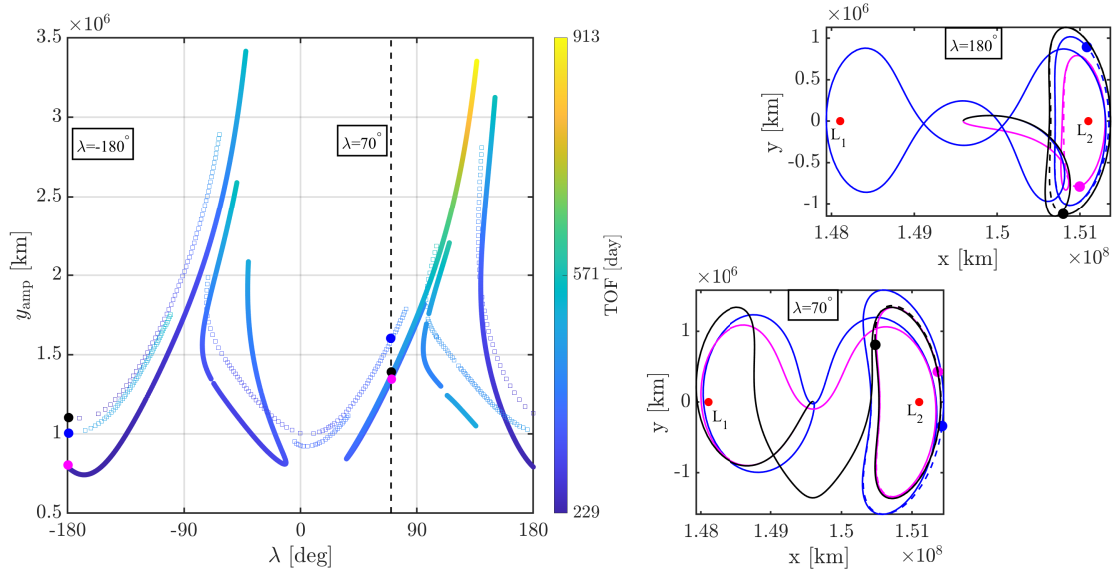 ×10⁶
3.5
3
2.5
2
1.5
1
0.5
y_amp [km]
λ=-180°
λ=70°
-180
-90
0
90
180
λ [deg]
913
571
229
TOF [day]
×10⁶
1
0.5
0
-0.5
-1
y [km]
λ=180°
L₁
L₂
1.48
1.49
1.5
1.51
x [km]
×10⁸
×10⁶
1
0
-1
y [km]
λ=70°
L₁
L₂
1.48
1.49
1.5
1.51
x [km]
×10⁸